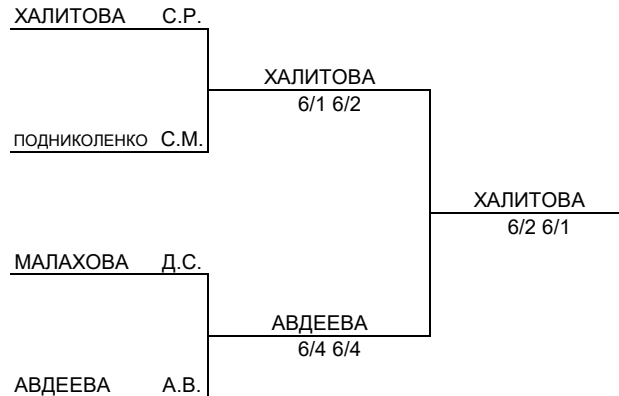 ХАЛИТОВА С.Р.
ХАЛИТОВА
6/1 6/2
ПОДНИКОЛЕНКО С.М.
ХАЛИТОВА
6/2 6/1
МАЛАХОВА Д.С.
АВДЕЕВА
6/4 6/4
АВДЕЕВА А.В.